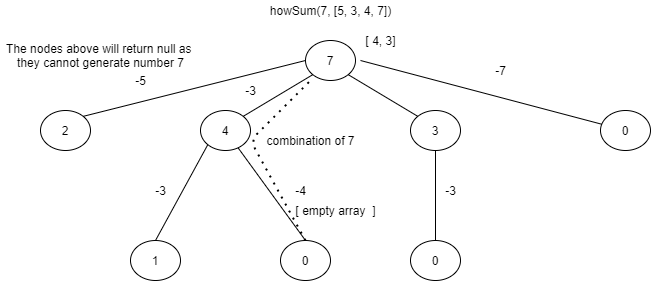 howSum(7, [5, 3, 4, 7])
[ 4, 3]
The nodes above will return null as
they cannot generate number 7
7
-5
-3
-7
2
4
combination of 7
3
0
-3
-4
-3
[ empty array ]
1
0
0